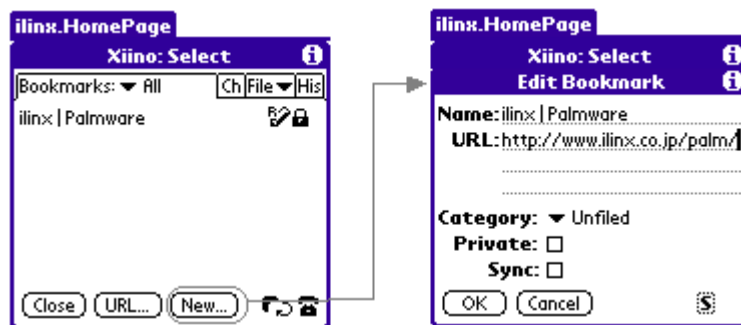 ilinx.HomePage
Xiino: Select
Bookmarks: All
Ch File His
ilinx | Palmware
Close URL... New...
ilinx.HomePage
Xiino: Select
Edit Bookmark
Name: ilinx | Palmware
URL: http://www.ilinx.co.jp/palm/
Category: Unfiled
Private:
Sync:
OK Cancel
S